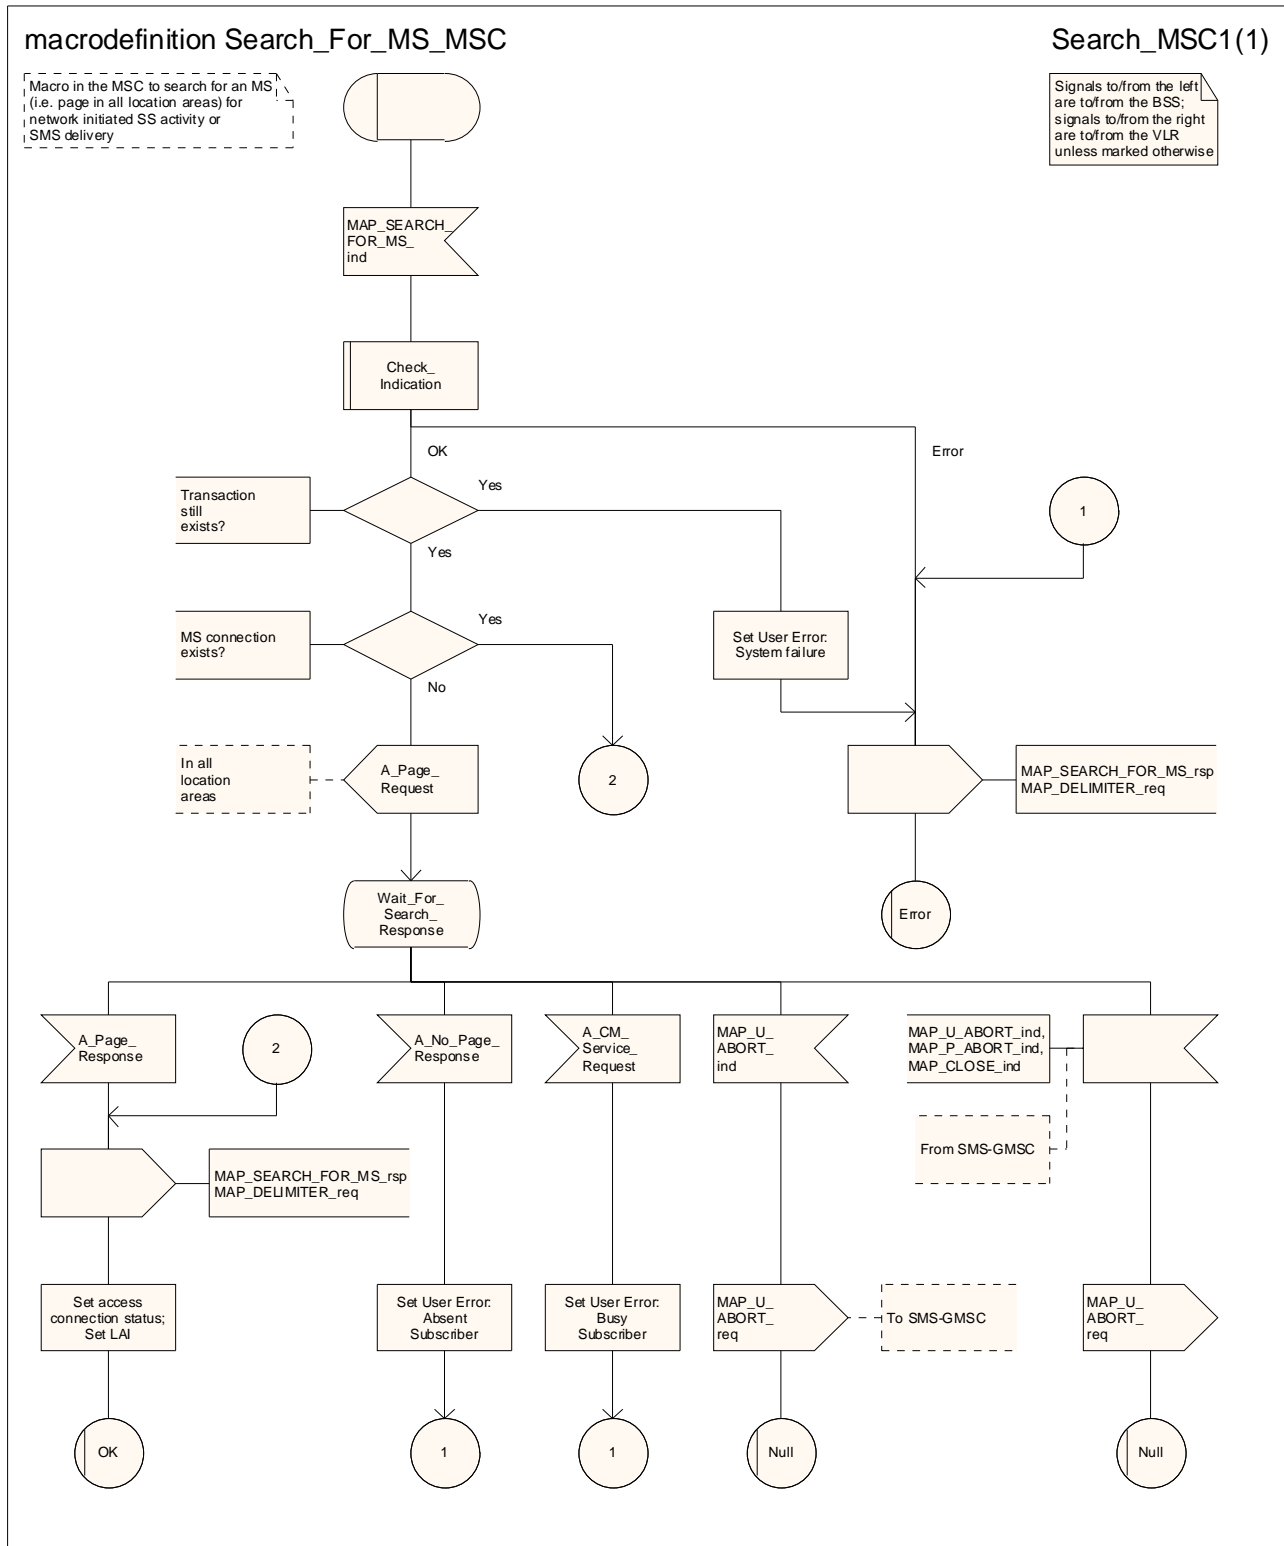 macrodefinition Search_For_MS_MSC
Search_MSC1(1)
Macro in the MSC to search for an MS
(i.e. page in all location areas) for
network initiated SS activity or
SMS delivery
Signals to/from the left
are to/from the BSS;
signals to/from the right
are to/from the VLR
unless marked otherwise
MAP_SEARCH_
FOR_MS_
ind
Check_
Indication
OK
Error
Transaction
still
exists?
Yes
Yes
1
MS connection
exists?
Yes
No
Set User Error:
System failure
In all
location
areas
A_Page_
Request
2
MAP_SEARCH_FOR_MS_rsp
MAP_DELIMITER_req
Wait_For_
Search_
Response
Error
A_Page_
Response
2
A_No_Page_
Response
A_CM_
Service_
Request
MAP_U_
ABORT_
ind
MAP_U_ABORT_ind,
MAP_P_ABORT_ind,
MAP_CLOSE_ind
From SMS-GMSC
MAP_SEARCH_FOR_MS_rsp
MAP_DELIMITER_req
Set access
connection status;
Set LAI
Set User Error:
Absent
Subscriber
Set User Error:
Busy
Subscriber
MAP_U_
ABORT_
req
To SMS-GMSC
MAP_U_
ABORT_
req
OK
1
1
Null
Null